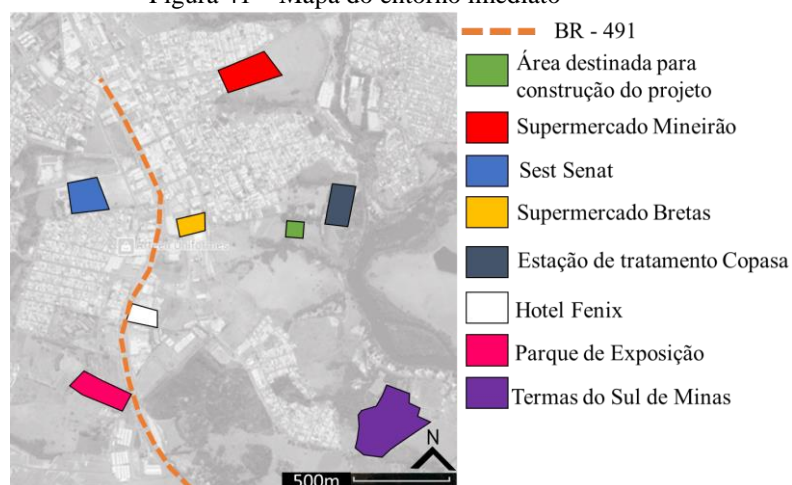 Figura 41 – Mapa do entorno imediato
BR - 491
Área destinada para
construção do projeto
Supermercado Mineirão
Sest Senat
Supermercado Bretas
Estação de tratamento Copasa
Hotel Fenix
Parque de Exposição
Termas do Sul de Minas
N
500m